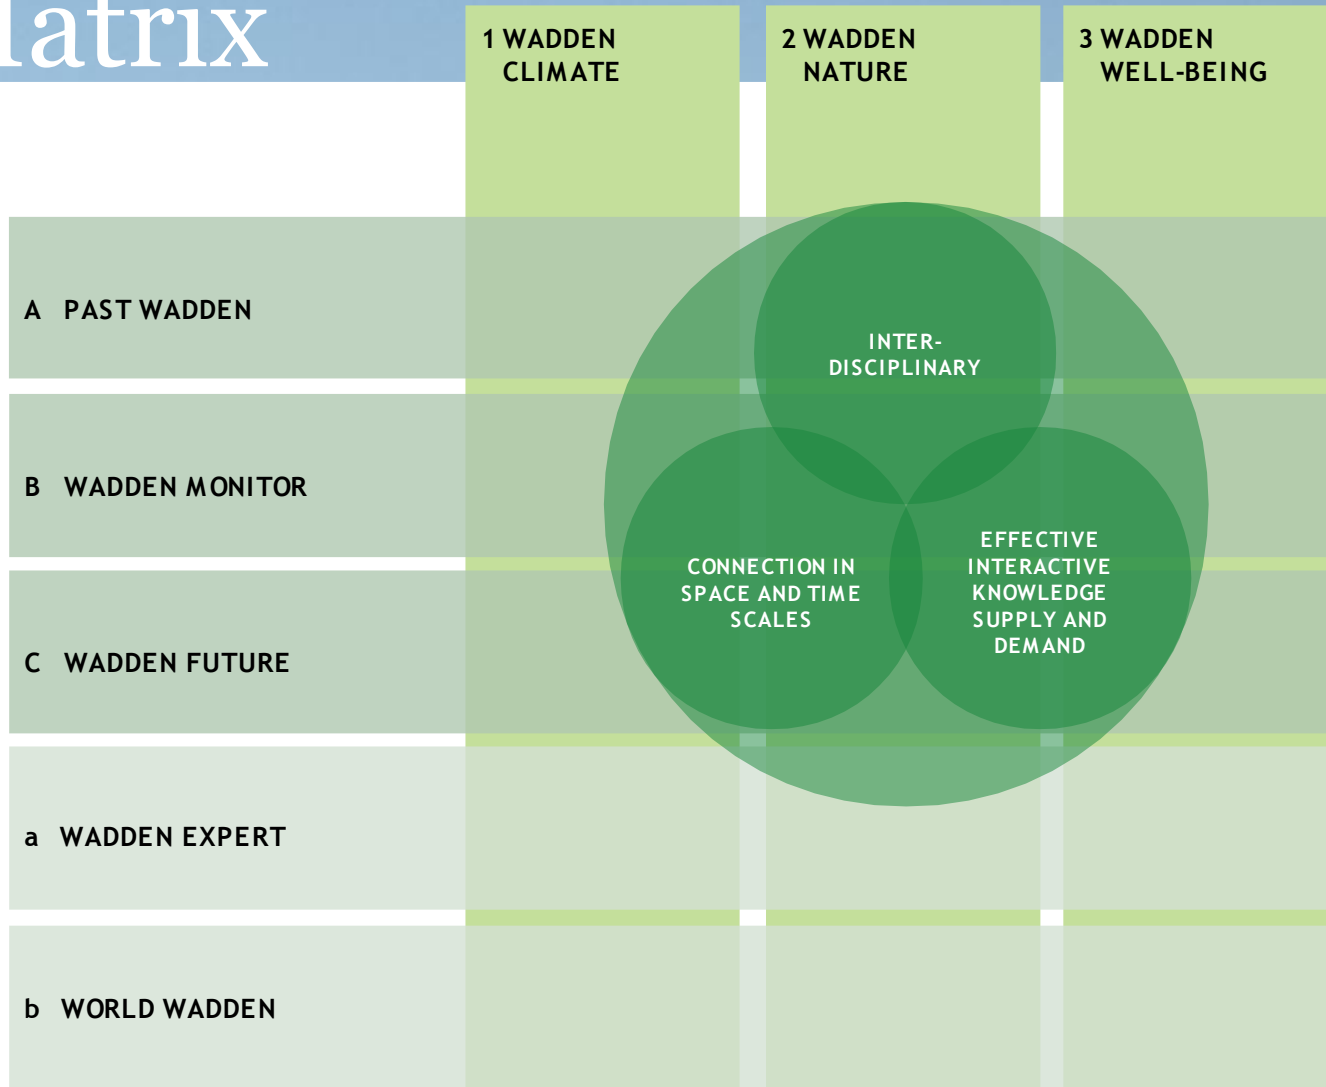 atrix
1 WADDEN
CLIMATE
2 WADDEN
NATURE
3 WADDEN
WELL-BEING
A PAST WADDEN
INTER-
DISCIPLINARY
B WADDEN MONITOR
CONNECTION IN
SPACE AND TIME
SCALES
EFFECTIVE
INTERACTIVE
KNOWLEDGE
SUPPLY AND
DEMAND
C WADDEN FUTURE
a WADDEN EXPERT
b WORLD WADDEN